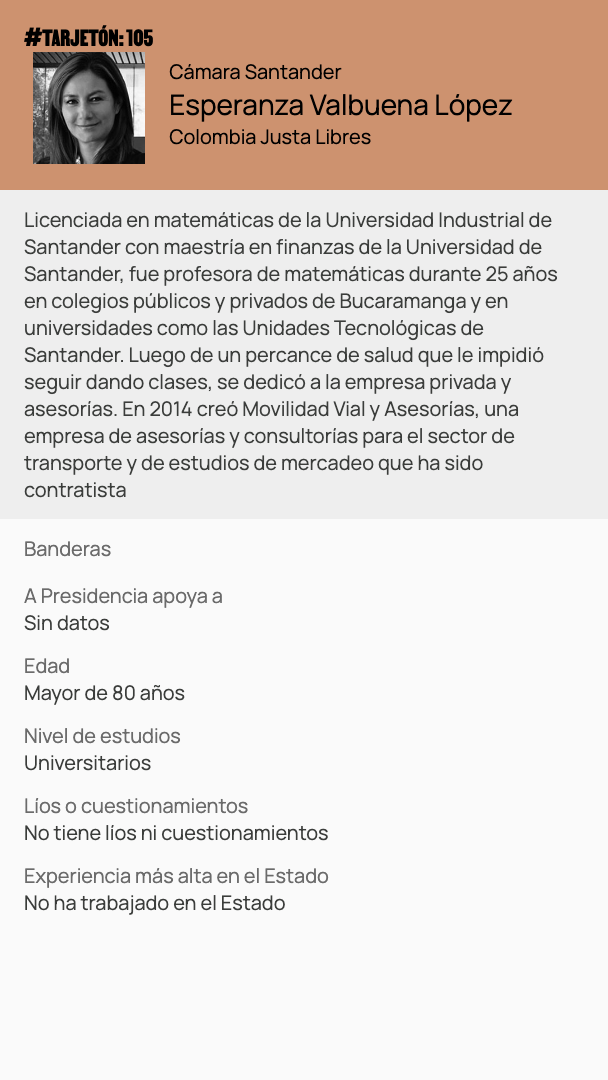 #TARJETÓN: 105
Cámara Santander
Esperanza Valbuena López
Colombia Justa Libres
Licenciada en matemáticas de la Universidad Industrial de
Santander con maestría en finanzas de la Universidad de
Santander, fue profesora de matemáticas durante 25 años
en colegios públicos y privados de Bucaramanga y en
universidades como las Unidades Tecnológicas de
Santander. Luego de un percance de salud que le impidió
seguir dando clases, se dedicó a la empresa privada y
asesorías. En 2014 creó Movilidad Vial y Asesorías, una
empresa de asesorías y consultorías para el sector de
transporte y de estudios de mercadeo que ha sido
contratista
Banderas
A Presidencia apoya a
Sin datos
Edad
Mayor de 80 años
Nivel de estudios
Universitarios
Líos o cuestionamientos
No tiene líos ni cuestionamientos
Experiencia más alta en el Estado
No ha trabajado en el Estado